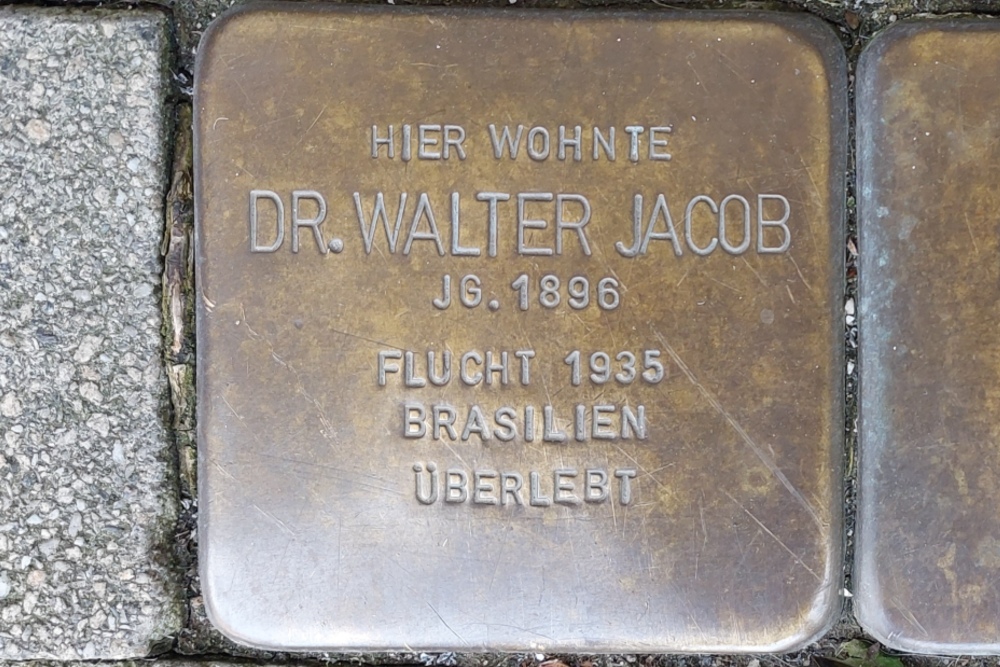 HIER WOHNTE
DR. WALTER JACOB
JG. 1896
FLUCHT 1935
BRASILIEN
ÜBERLEBT